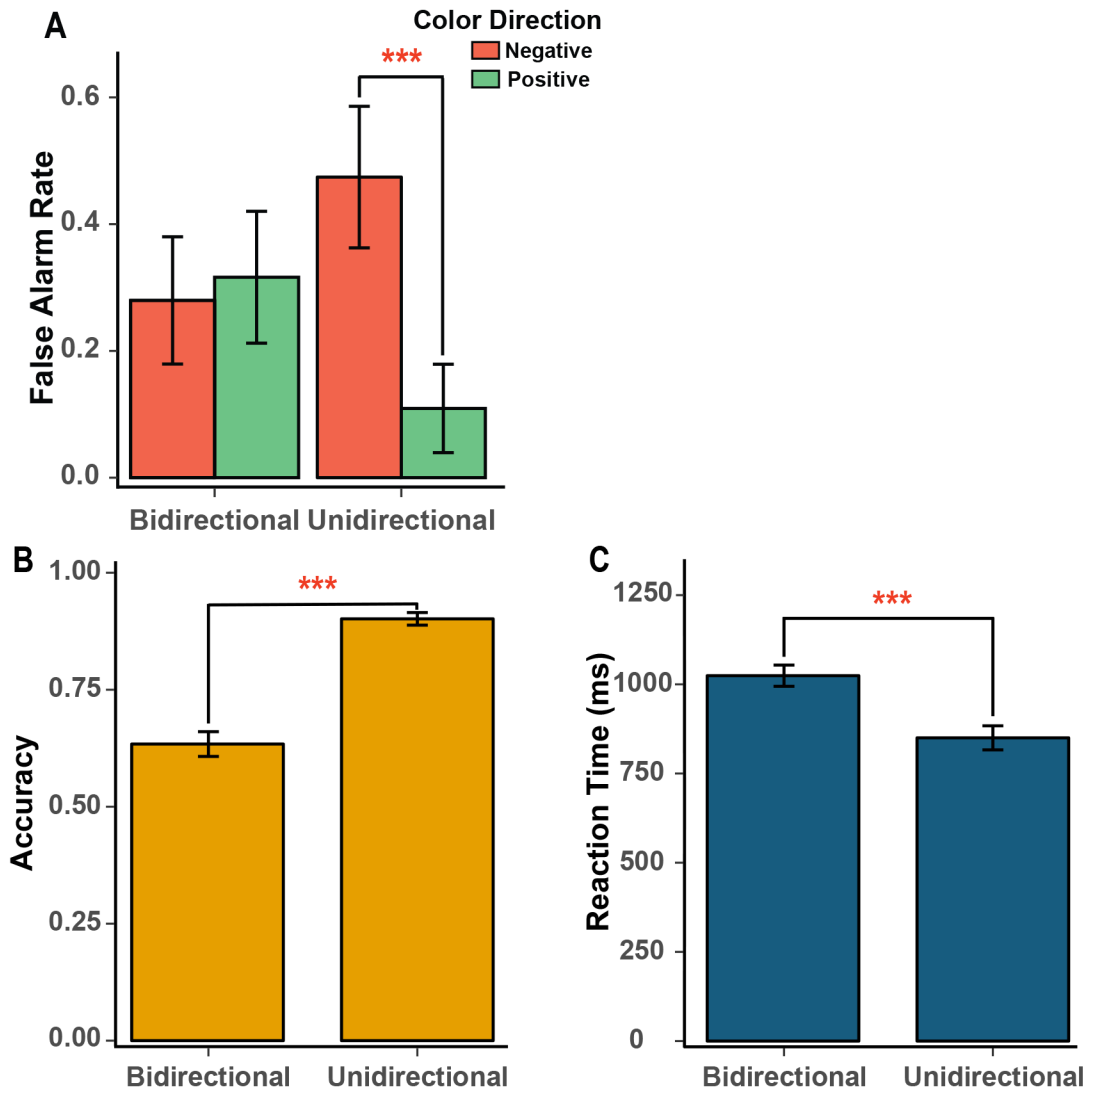 A
Color Direction
Negative
Positive
***
False Alarm Rate
0.6
0.4
0.2
0.0
Bidirectional Unidirectional
B
***
Accuracy
1.00
0.75
0.50
0.25
0.00
Bidirectional Unidirectional
C
***
Reaction Time (ms)
1250
1000
750
500
250
0
Bidirectional Unidirectional